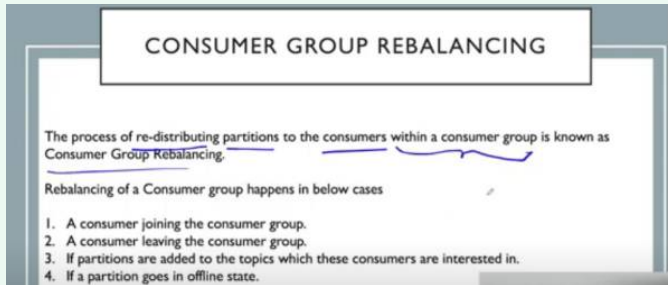 CONSUMER GROUP REBALANCING
The process of re-distributing partitions to the consumers within a consumer group is known as
Consumer Group Rebalancing.
Rebalancing of a Consumer group happens in below cases
1. A consumer joining the consumer group.
2. A consumer leaving the consumer group.
3. If partitions are added to the topics which these consumers are interested in.
4. If a partition goes in offline state.